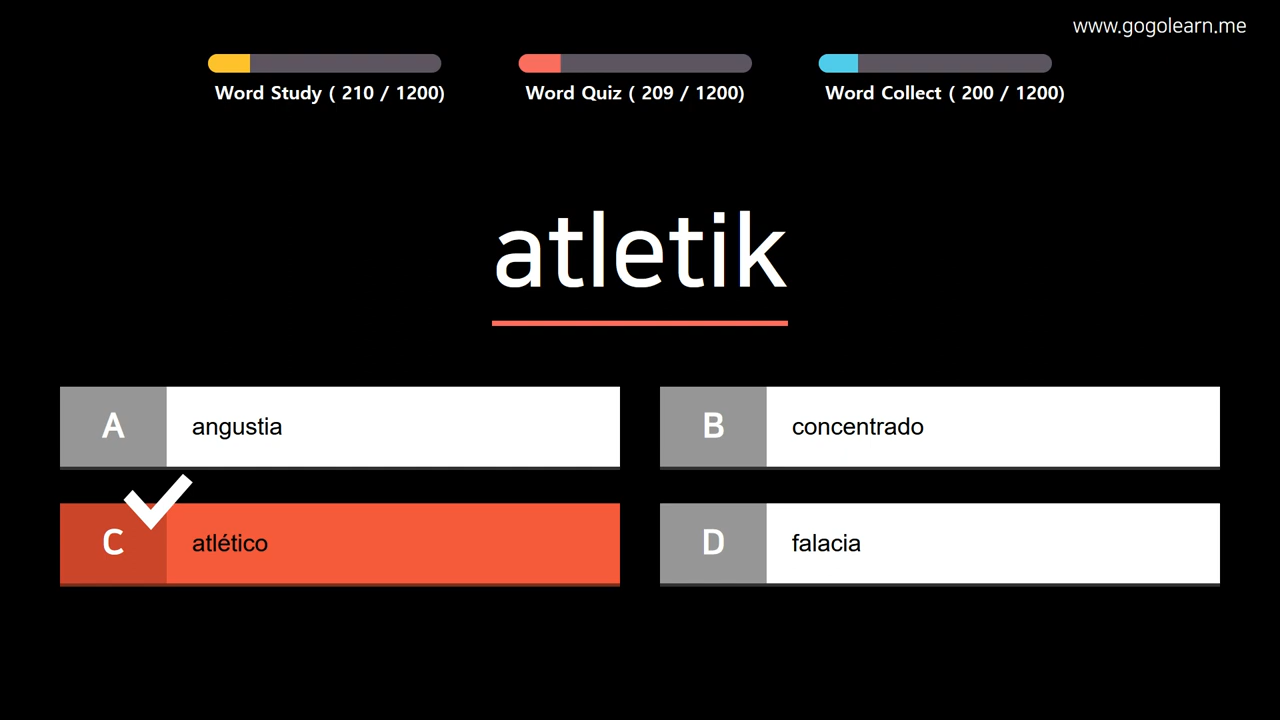 www.gogolearn.me
Word Study ( 210 / 1200)
Word Quiz ( 209 / 1200)
Word Collect ( 200 / 1200)
atletik
A angustia
B concentrado
C atlético
D falacia